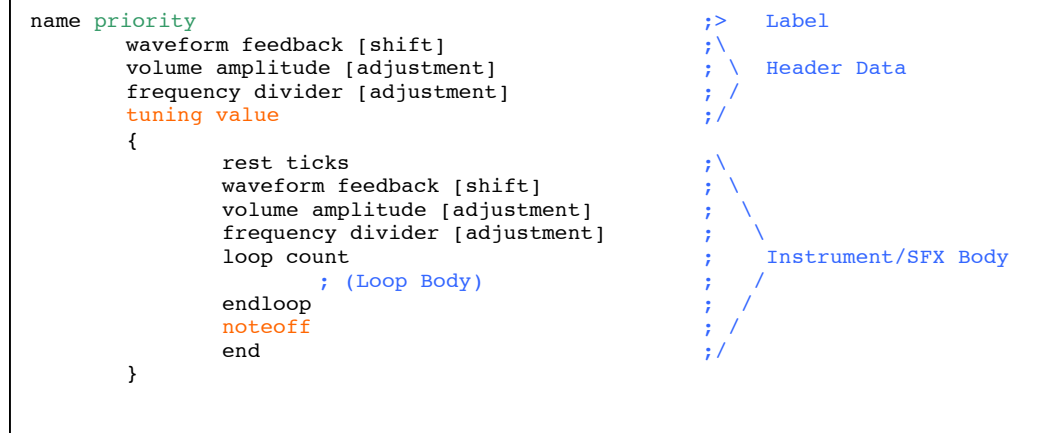 name priority ;> Label
waveform feedback [shift] ;\
volume amplitude [adjustment] ; \ Header Data
frequency divider [adjustment] ; /
tuning value ;/
{
rest ticks ;\
waveform feedback [shift] ; \
volume amplitude [adjustment] ; \
frequency divider [adjustment] ; \
loop count ; Instrument/SFX Body
; (Loop Body) ; /
endloop ; /
noteoff ; /
end ;/
}